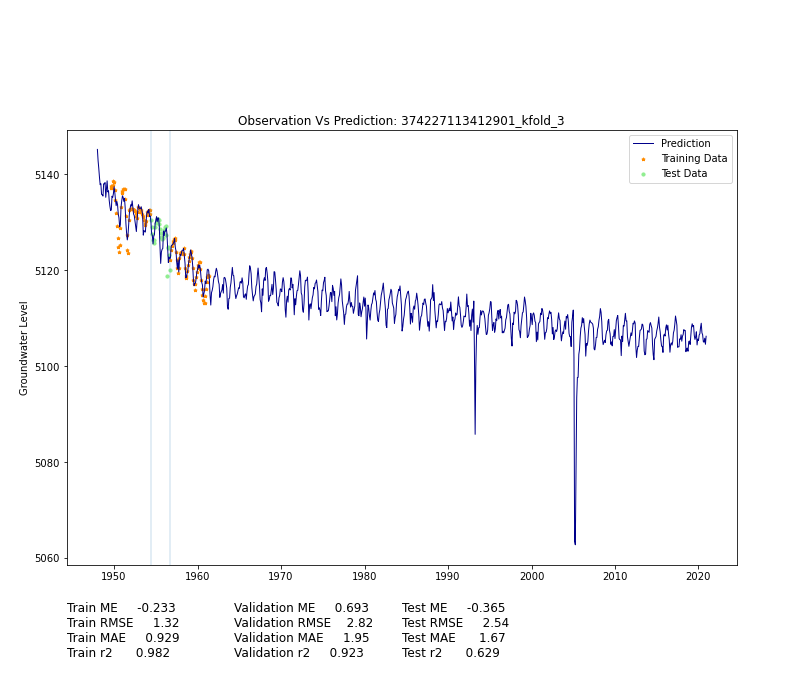 Observation Vs Prediction: 374227113412901_kfold_3
Prediction
Training Data
Test Data
Groundwater Level
5140
5120
5100
5080
5060
1950 1960 1970 1980 1990 2000 2010 2020
Train ME -0.233 Validation ME 0.693 Test ME -0.365
Train RMSE 1.32 Validation RMSE 2.82 Test RMSE 2.54
Train MAE 0.929 Validation MAE 1.95 Test MAE 1.67
Train r2 0.982 Validation r2 0.923 Test r2 0.629